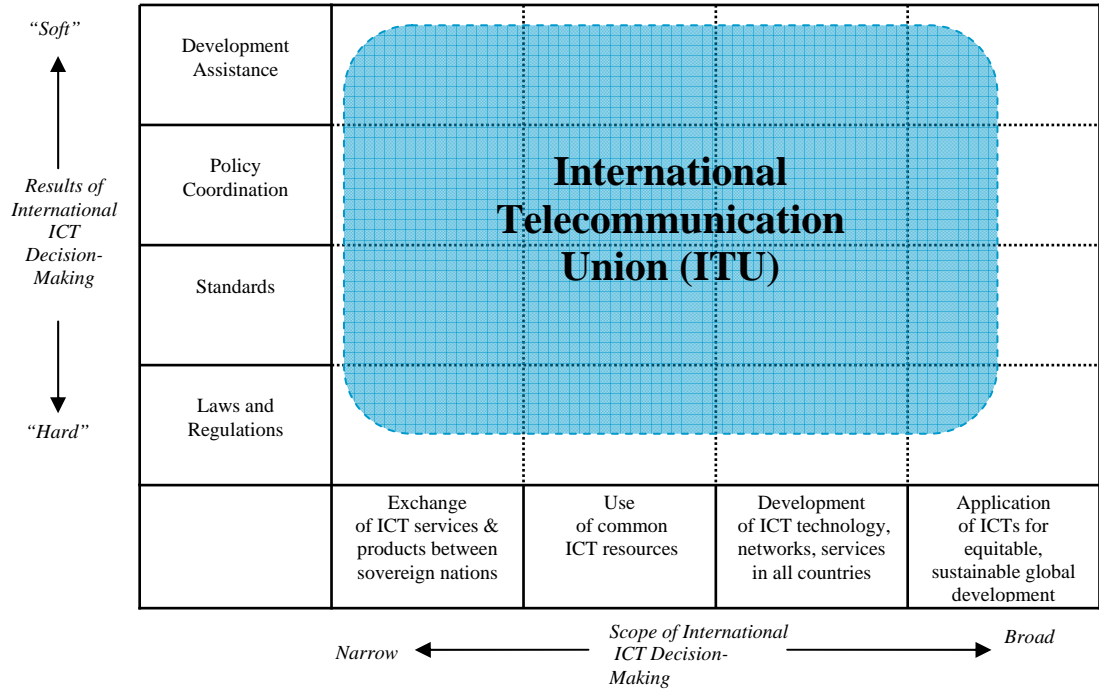 “Soft”
Results of
International
ICT
Decision-
Making
“Hard”
Development
Assistance
Policy
Coordination
Standards
Laws and
Regulations
International
Telecommunication
Union (ITU)
Exchange
of ICT services &
products between
sovereign nations
Use
of common
ICT resources
Development
of ICT technology,
networks, services
in all countries
Application
of ICTs for
equitable,
sustainable global
development
Narrow
Scope of International
ICT Decision-
Making
Broad